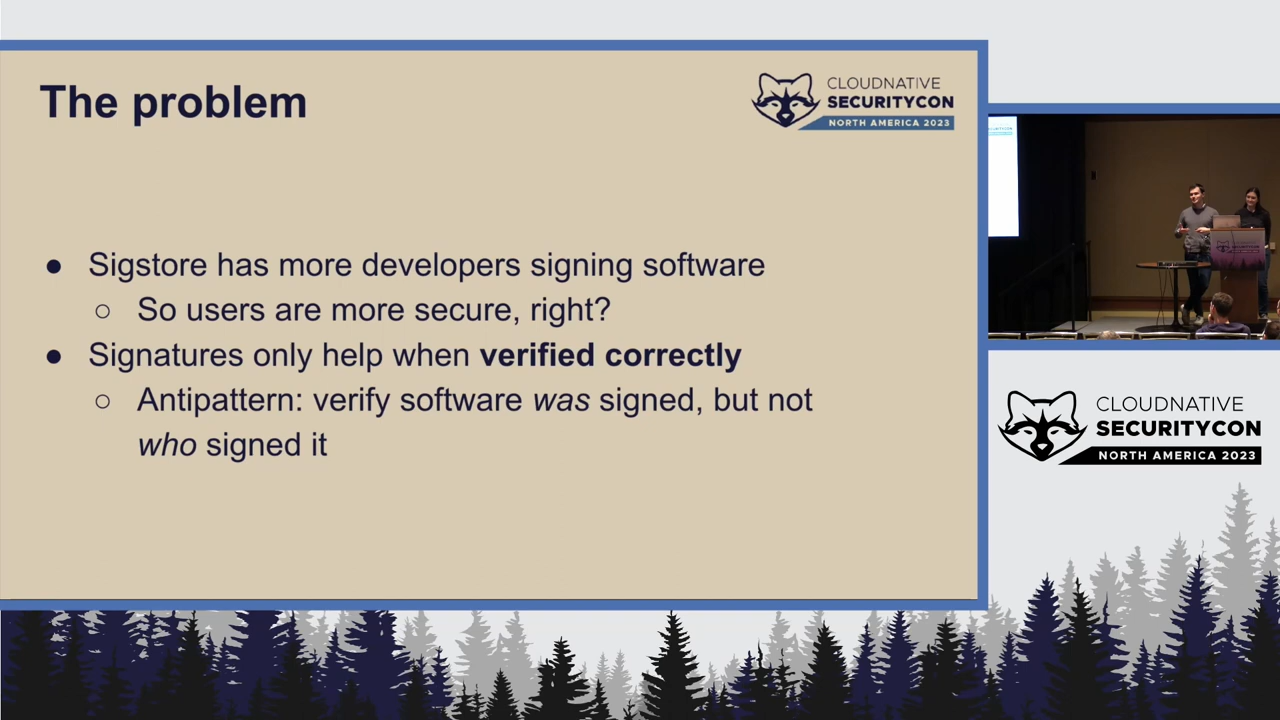 The problem
CLOUDNATIVE
SECURITYCON
NORTH AMERICA 2023
● Sigstore has more developers signing software
○ So users are more secure, right?
● Signatures only help when verified correctly
○ Antipattern: verify software was signed, but not
who signed it
CLOUDNATIVE
SECURITYCON
NORTH AMERICA 2023